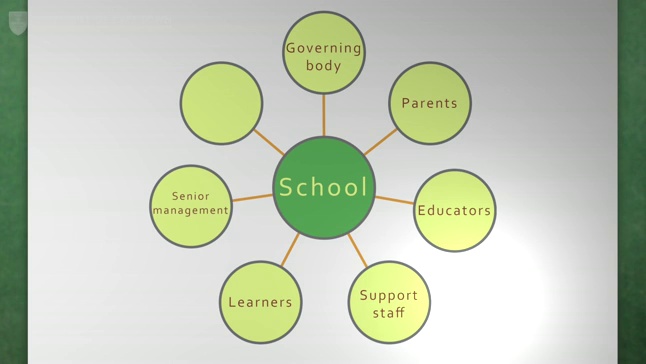 Governing
body
Parents
School
Senior
management
Educators
Learners
Support
staff